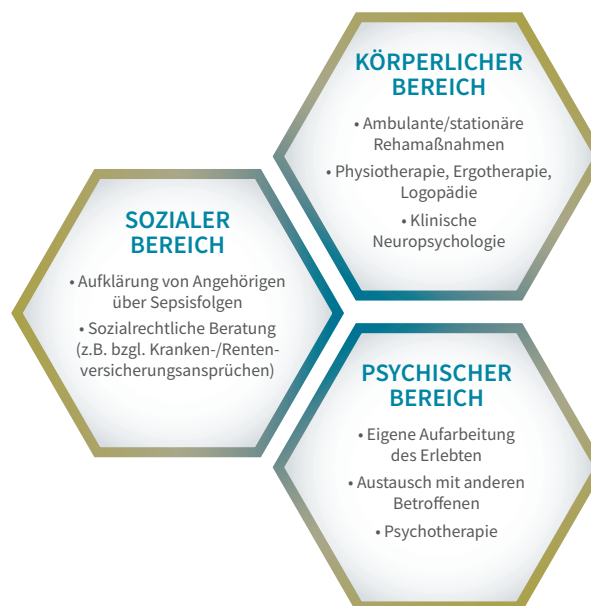 KÖRPERLICHER
BEREICH
• Ambulante/stationäre
Rehamaßnahmen
• Physiotherapie, Ergotherapie,
Logopädie
• Klinische
Neuropsychologie
SOZIALER
BEREICH
• Aufklärung von Angehörigen
über Sepsisfolgen
• Sozialrechtliche Beratung
(z.B. bzgl. Kranken-/Renten-
versicherungsansprüchen)
PSYCHISCHER
BEREICH
• Eigene Aufarbeitung
des Erlebten
• Austausch mit anderen
Betroffenen
• Psychotherapie